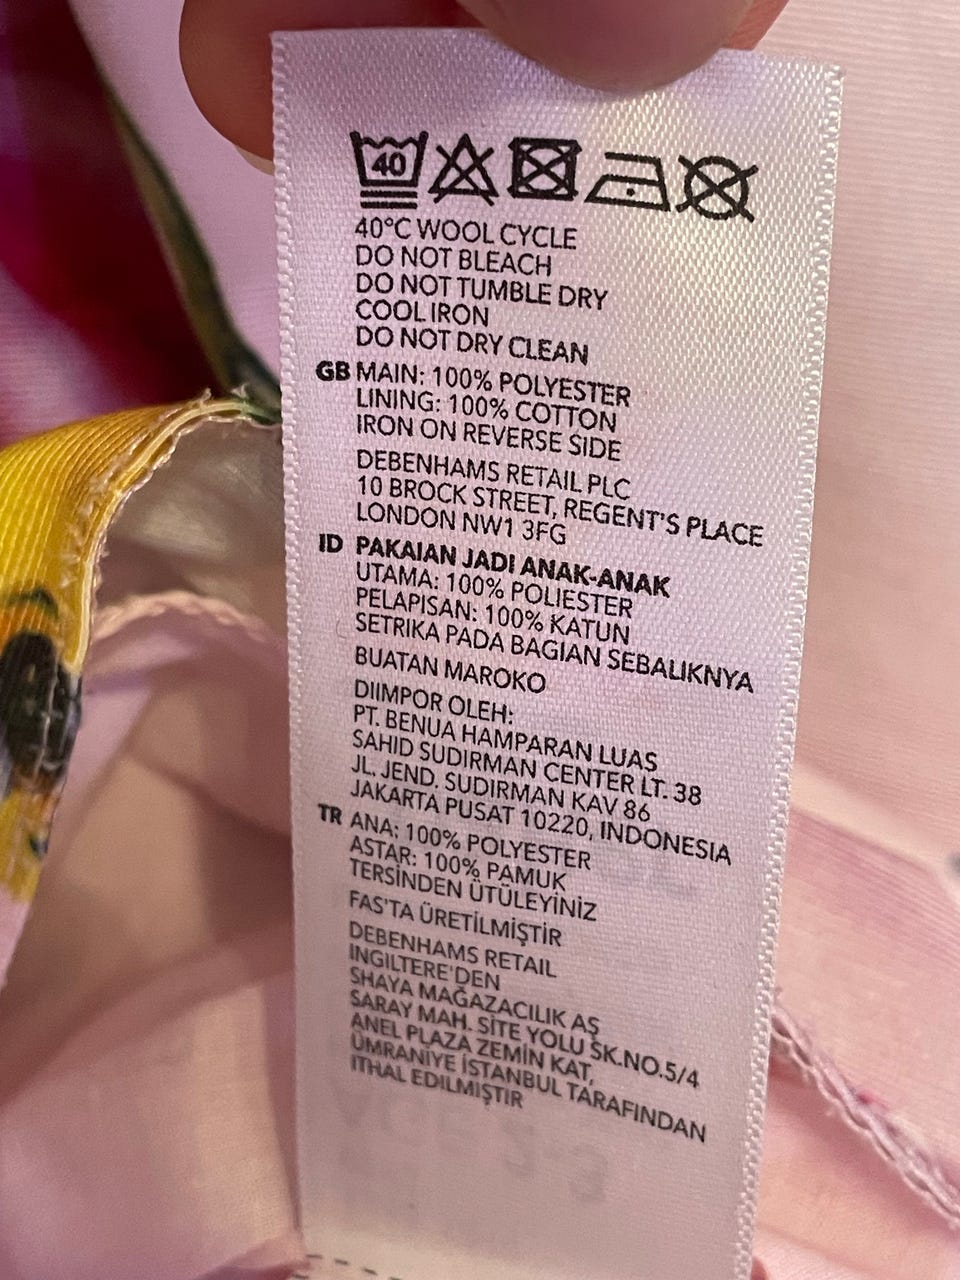 40
40°C WOOL CYCLE
DO NOT BLEACH
DO NOT TUMBLE DRY
COOL IRON
DO NOT DRY CLEAN
GB MAIN: 100% POLYESTER
LINING: 100% COTTON
IRON ON REVERSE SIDE
DEBENHAMS RETAIL PLC
10 BROCK STREET, REGENT'S PLACE
LONDON NW1 3FG
ID PAKAIAN JADI ANAK-ANAK
UTAMA: 100% POLIESTER
PELAPISAN: 100% KATUN
SETRIKA PADA BAGIAN SEBALIKNYA
BUATAN MAROKO
DIIMPOR OLEH:
PT. BENUA HAMPARAN LUAS
SAHID SUDIRMAN CENTER LT. 38
JL. JEND. SUDIRMAN KAV 86
JAKARTA PUSAT 10220, INDONESIA
TR ANA: 100% POLYESTER
ASTAR: 100% PAMUK
TERSİNDEN ÜTÜLEYİNİZ
FAS'TA ÜRETİLMİŞTİR
DEBENHAMS RETAIL
INGILTERE'DEN
SHAYA MAĞAZACILIK AŞ
SARAY MAH. SİTE YOLU SK.NO.5/4
ANEL PLAZA ZEMİN KAT,
ÜMRANİYE İSTANBUL TARAFINDAN
ITHAL EDILMIŞTIR